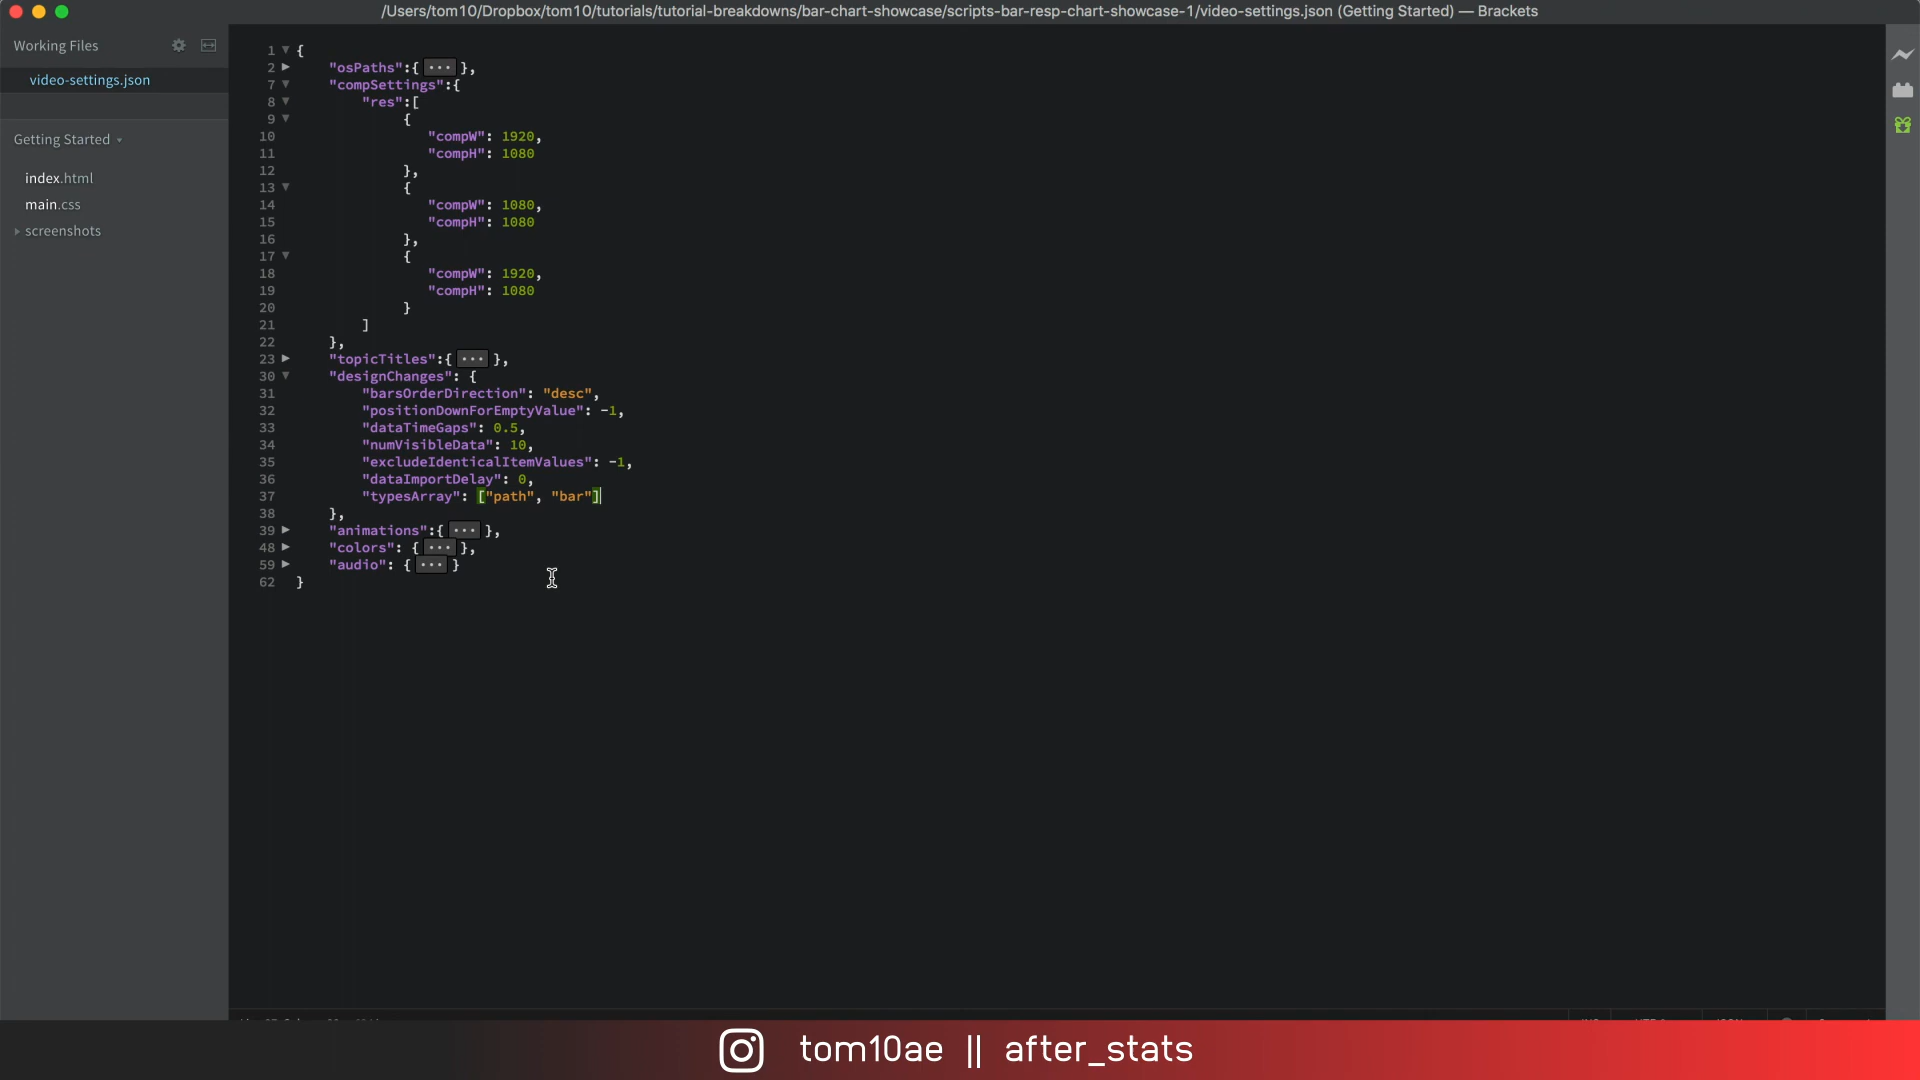 /Users/tom10/Dropbox/tom10/tutorials/tutorial-breakdowns/bar-chart-showcase/scripts-bar-resp-chart-showcase-1/video-settings.json (Getting Started) — Brackets
Working Files
video-settings.json
Getting Started
index.html
main.css
screenshots
1 {
2 "osPaths":{ ... },
7 "compSettings":{
8 "res":[
9 {
10 "compW": 1920,
11 "compH": 1080
12 },
13 {
14 "compW": 1080,
15 "compH": 1080
16 },
17 {
18 "compW": 1920,
19 "compH": 1080
20 }
21 ]
22 },
23 "topicTitles":{ ... },
30 "designChanges": {
31 "barsOrderDirection": "desc",
32 "positionDownForEmptyValue": -1,
33 "dataTimeGaps": 0.5,
34 "numVisibleData": 10,
35 "excludeIdenticalItemValues": -1,
36 "dataImportDelay": 0,
37 "typesArray": ["path", "bar"]
38 },
39 "animations":{ ... },
48 "colors": { ... },
59 "audio": { ... }
62 }
tom10ae || after_stats